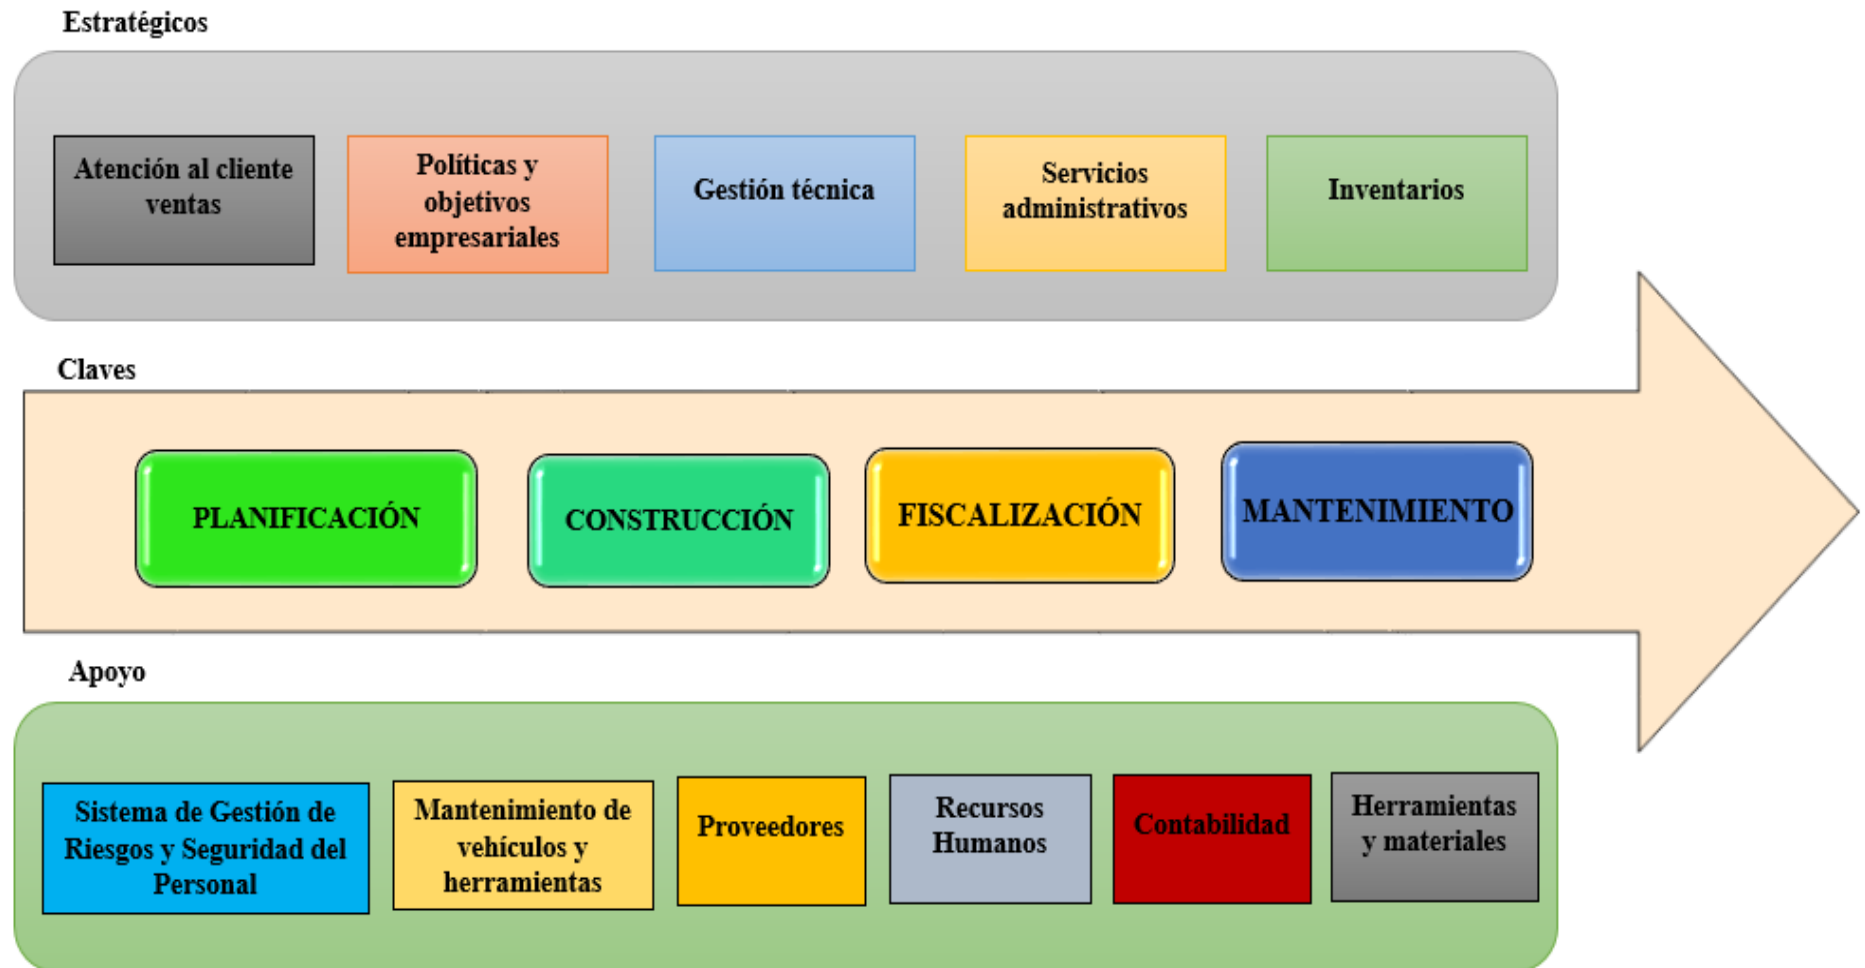 Estratégicos
Atención al cliente
ventas
Políticas y
objetivos
empresariales
Gestión técnica
Servicios
administrativos
Inventarios
Claves
PLANIFICACIÓN
CONSTRUCCIÓN
FISCALIZACIÓN
MANTENIMIENTO
Apoyo
Sistema de Gestión de
Riesgos y Seguridad del
Personal
Mantenimiento de
vehículos y
herramientas
Proveedores
Recursos
Humanos
Contabilidad
Herramientas
y materiales